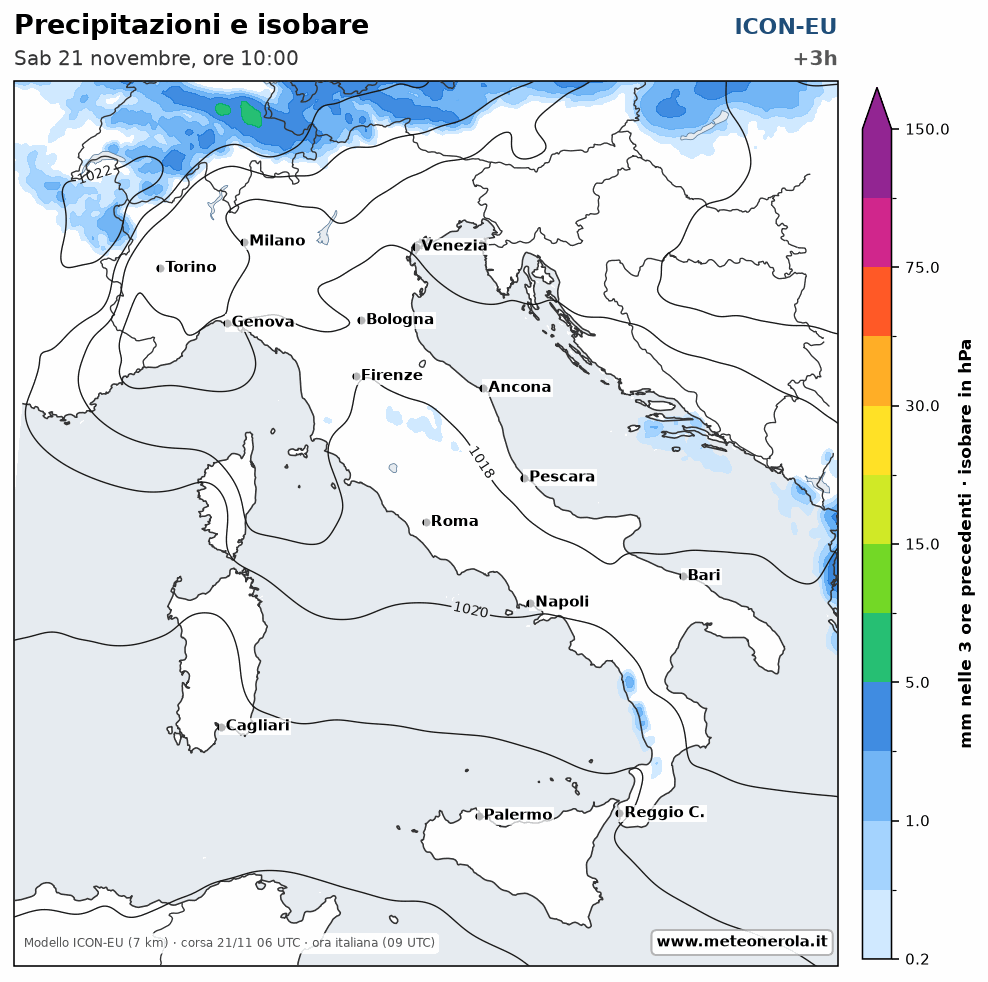 Precipitazioni e isobare
ICON-EU
Sab 21 novembre, ore 10:00
+3h
1022
Milano
Venezia
Torino
Genova
Bologna
Firenze
Ancona
1018
Pescara
Roma
Bari
1020
Napoli
Cagliari
Palermo
Reggio C.
Modello ICON-EU (7 km) · corsa 21/11 06 UTC · ora italiana (09 UTC)
www.meteonerola.it
150.0
75.0
30.0
15.0
5.0
1.0
0.2
mm nelle 3 ore precedenti · isobare in hPa